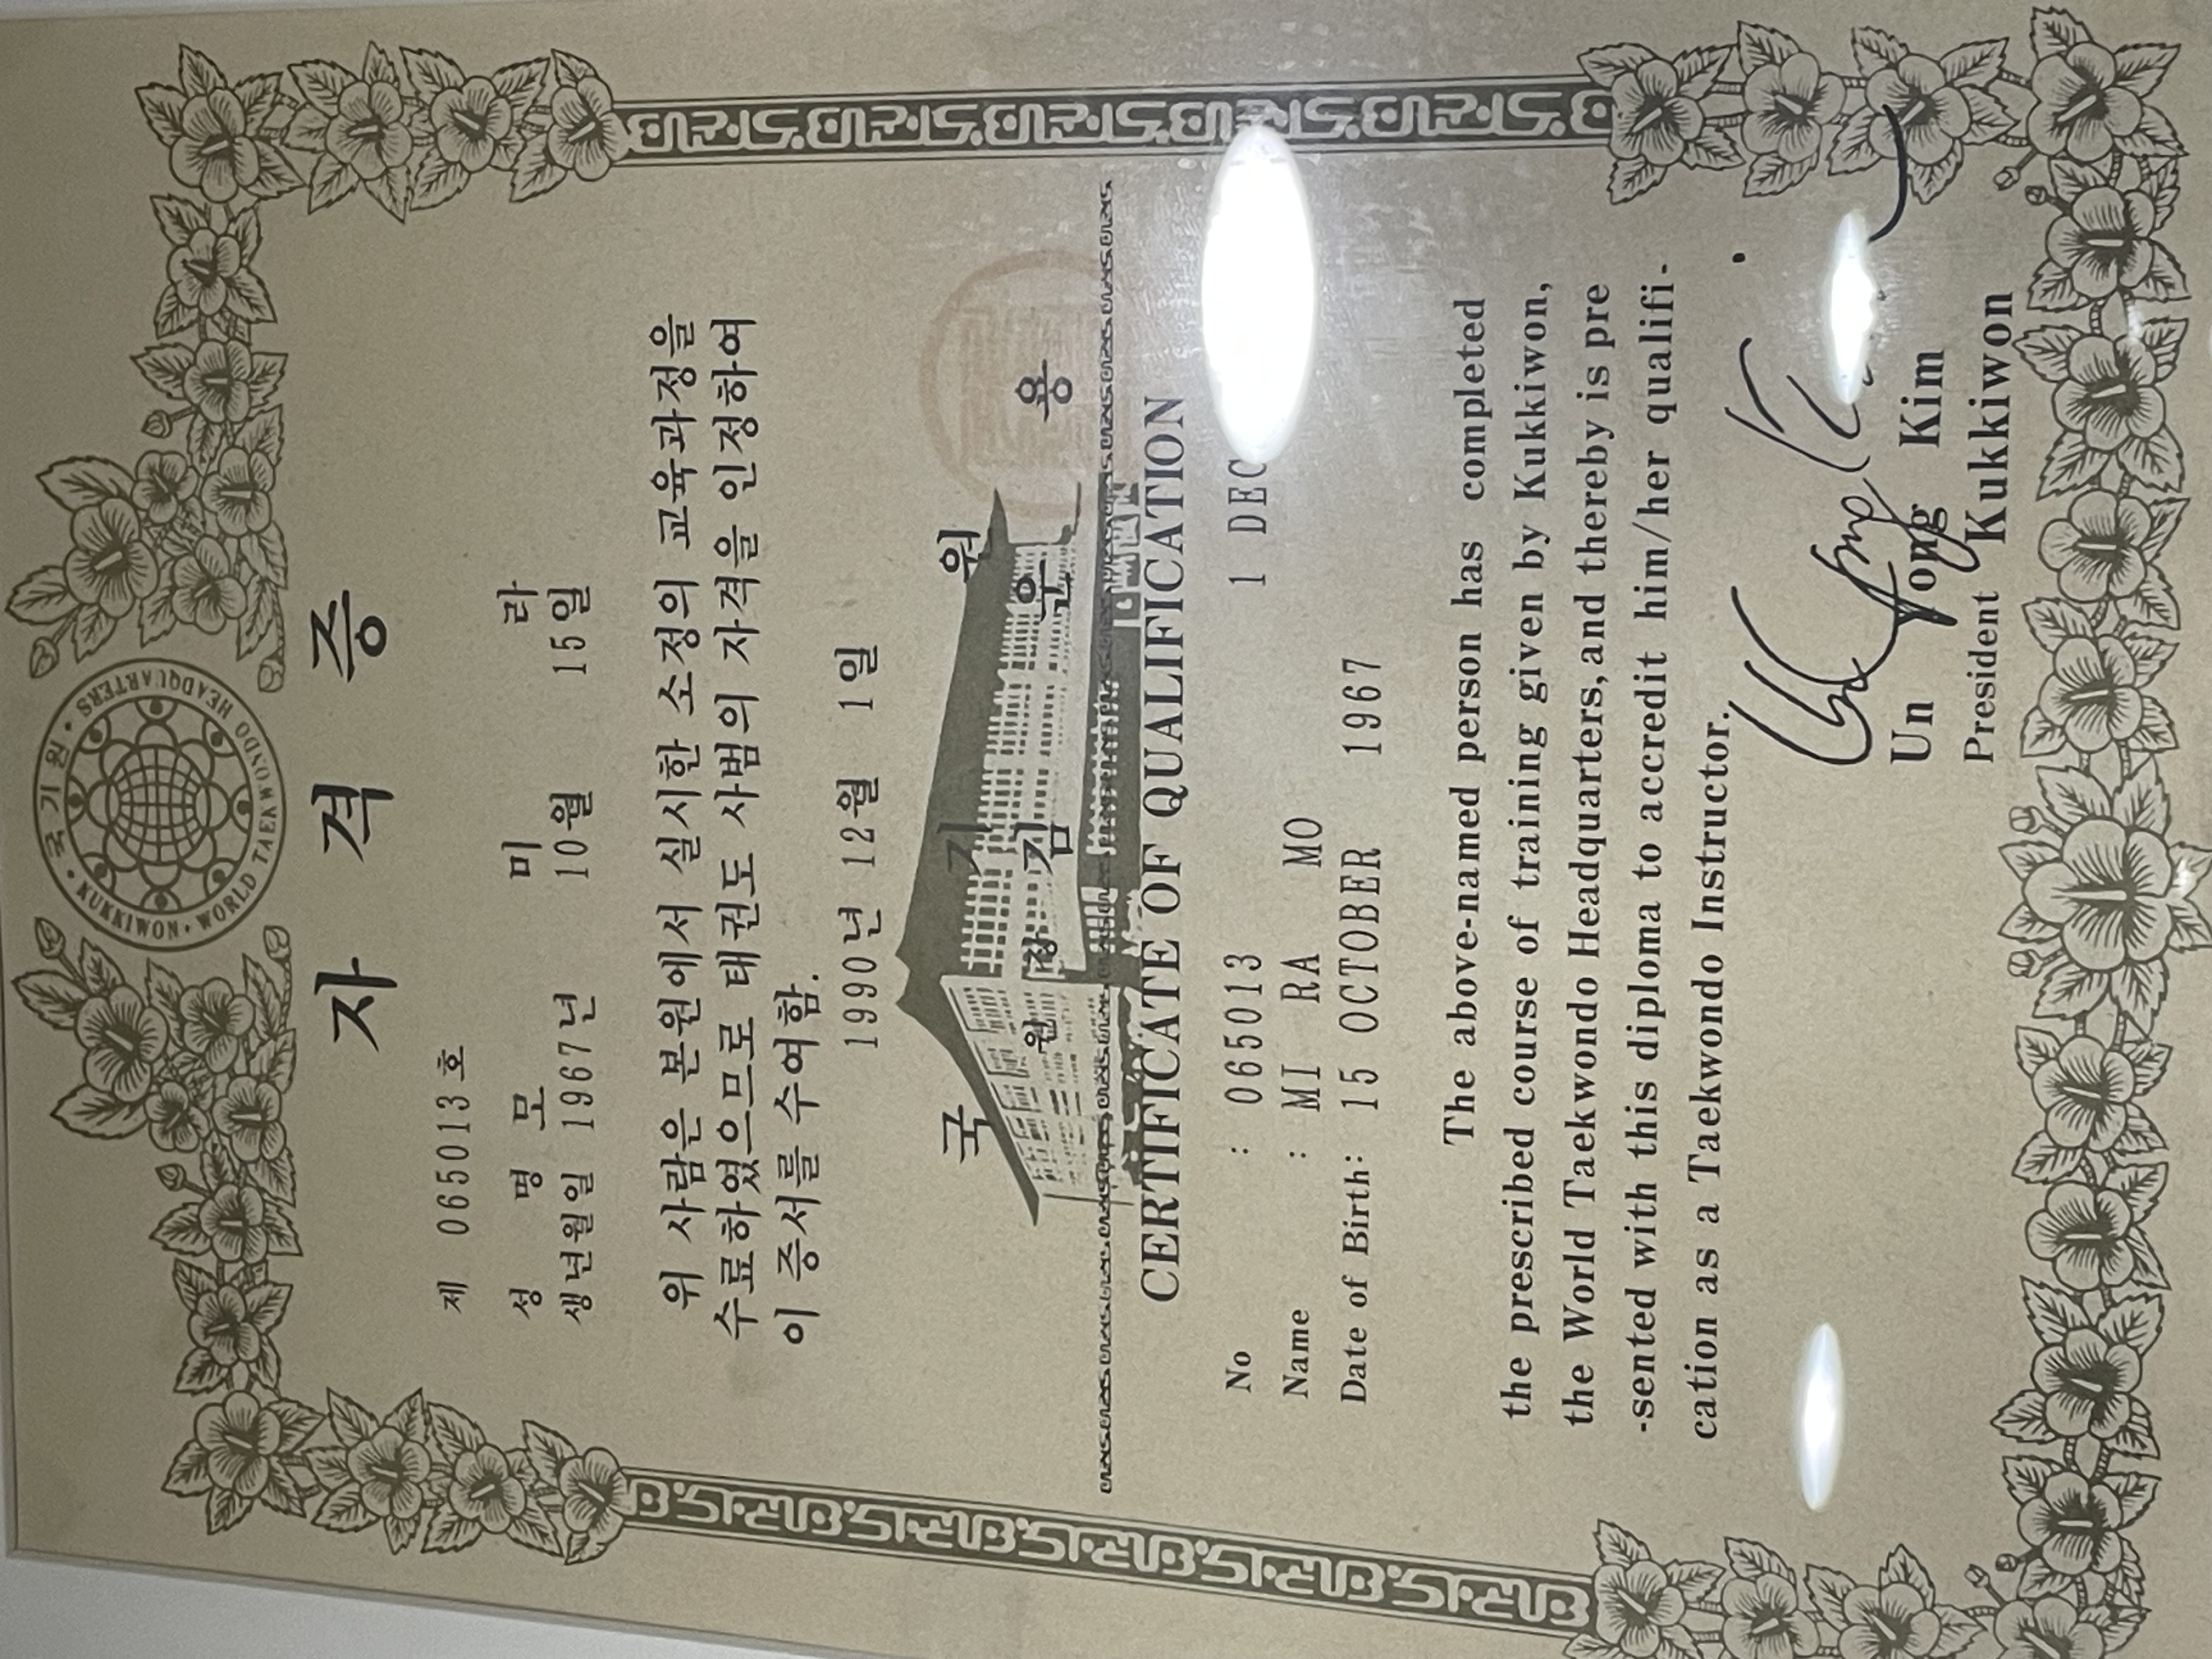 국기원 · KUKKIWON · WORLD TAEKWONDO HEADQUARTERS ·
자 격 증
제 065013호
성 명 모 미 라
생년월일 1967년 10월 15일
위 사람은 본원에서 실시한 소정의 교육과정을
수료하였으므로 태권도 사범의 자격을 인정하여
이 증서를 수여함.
1990년 12월 1일
국 기 원
원장 김 운 용
CERTIFICATE OF QUALIFICATION
No : 065013 1 DEC
Name : MI RA MO
Date of Birth: 15 OCTOBER 1967
The above-named person has completed
the prescribed course of training given by Kukkiwon,
the World Taekwondo Headquarters, and thereby is pre
-sented with this diploma to accredit him/her qualifi-
cation as a Taekwondo Instructor.
Un Yong Kim
President Kukkiwon